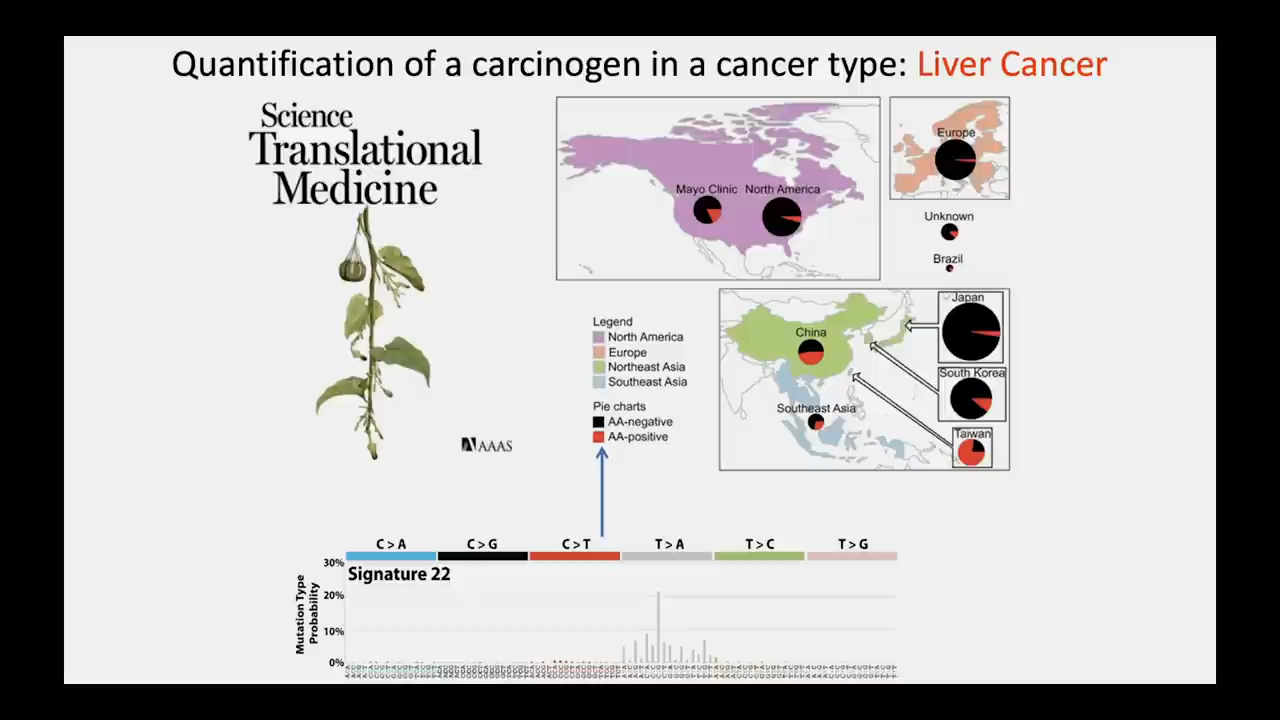 Quantification of a carcinogen in a cancer type: Liver Cancer
Science
Translational
Medicine
AAAS
Mayo Clinic
North America
Europe
Unknown
Brazil
Legend
North America
Europe
Northeast Asia
Southeast Asia
Pie charts
AA-negative
AA-positive
China
Southeast Asia
Japan
South Korea
Taiwan
C > A
C > G
C > T
T > A
T > C
T > G
Signature 22
Mutation Type
Probability
30%
20%
10%
0%